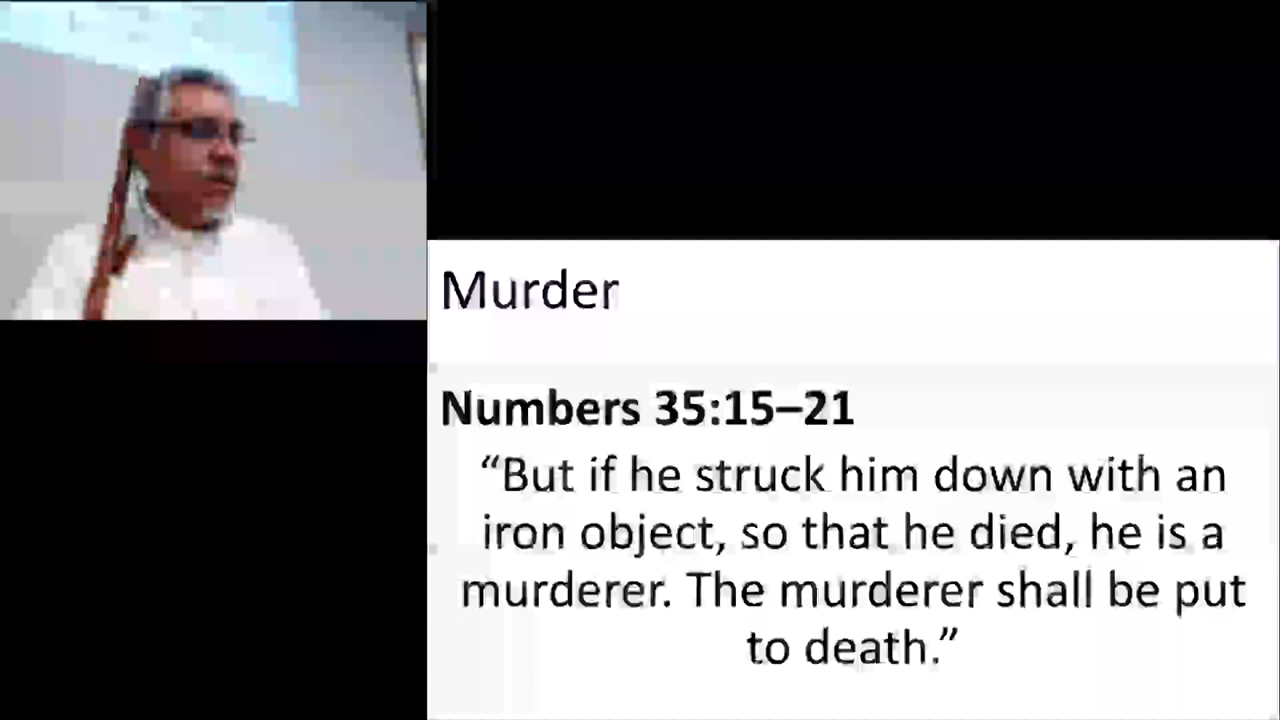 Murder
Numbers 35:15–21
“But if he struck him down with an
iron object, so that he died, he is a
murderer. The murderer shall be put
to death.”